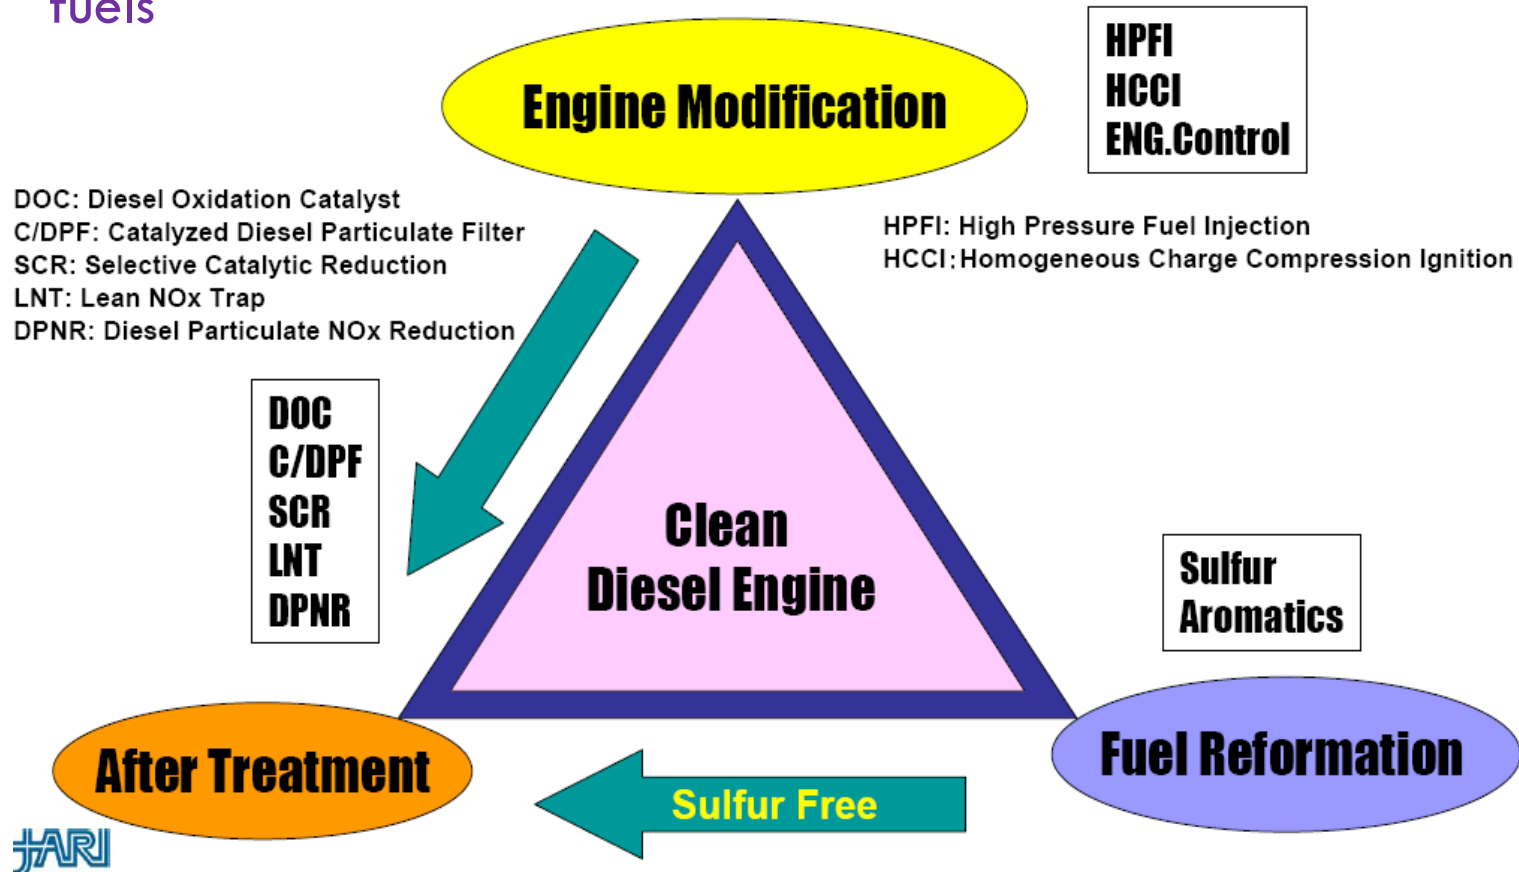 fuels
Engine Modification
HPFI
HCCI
ENG.Control
DOC: Diesel Oxidation Catalyst
C/DPF: Catalyzed Diesel Particulate Filter
SCR: Selective Catalytic Reduction
LNT: Lean NOx Trap
DPNR: Diesel Particulate NOx Reduction
HPFI: High Pressure Fuel Injection
HCCI:Homogeneous Charge Compression Ignition
DOC
C/DPF
SCR
LNT
DPNR
Clean
Diesel Engine
Sulfur
Aromatics
After Treatment
Sulfur Free
Fuel Reformation
JARI